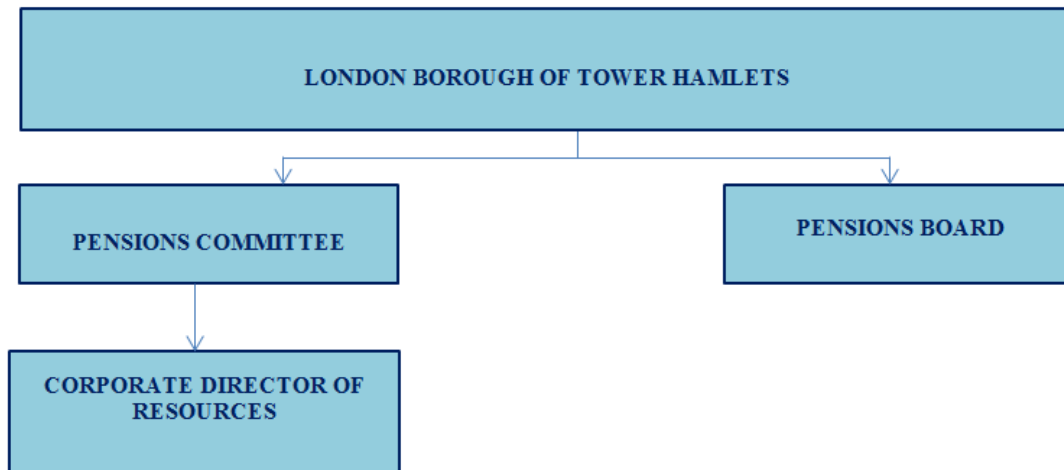 LONDON BOROUGH OF TOWER HAMLETS
PENSIONS COMMITTEE
PENSIONS BOARD
CORPORATE DIRECTOR OF
RESOURCES